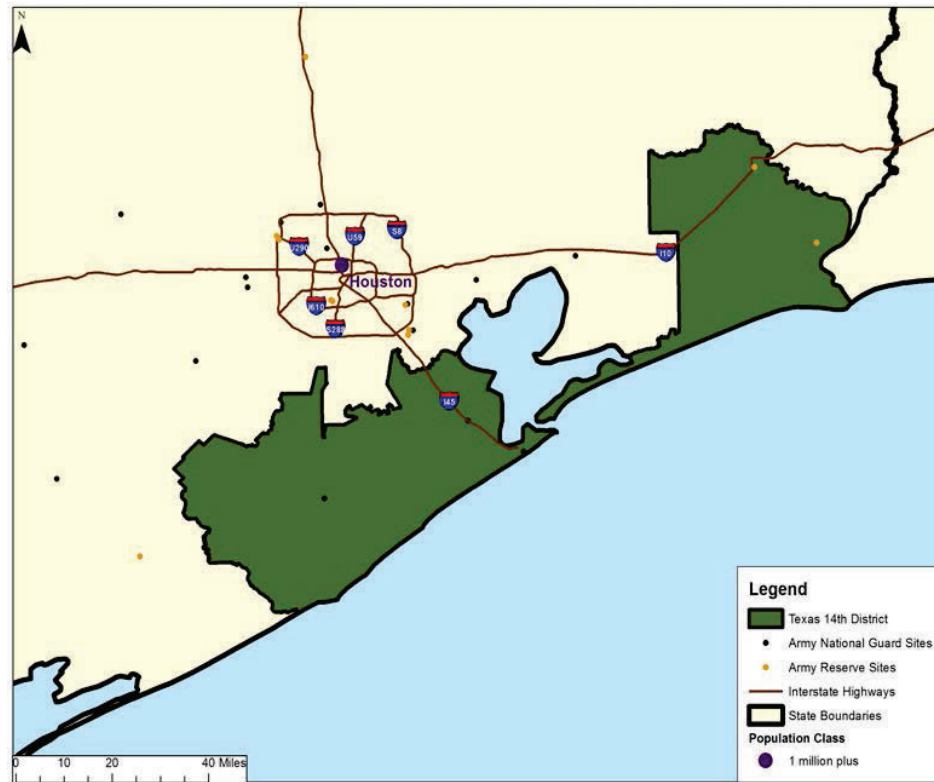 N
U290
U59
S8
I10
Houston
I610
S288
I45
Legend
Texas 14th District
Army National Guard Sites
Army Reserve Sites
Interstate Highways
State Boundaries
Population Class
1 million plus
0 10 20 40 Miles